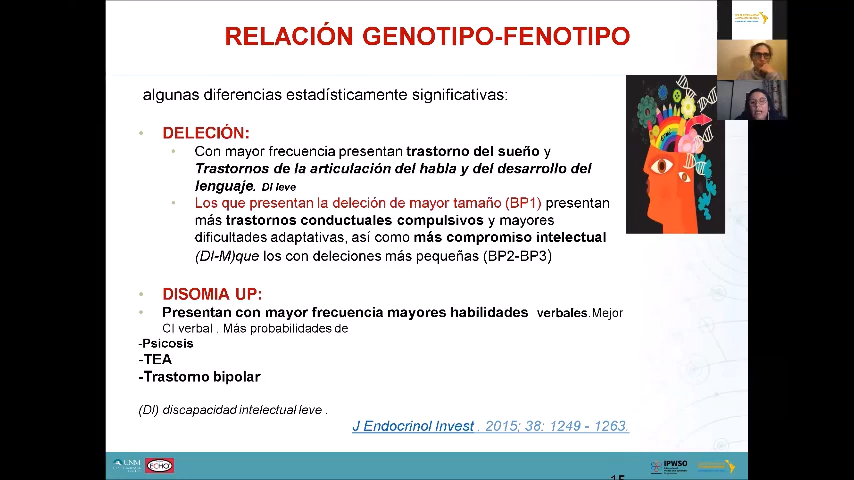 RELACIÓN GENOTIPO-FENOTIPO
algunas diferencias estadísticamente significativas:
• DELECIÓN:
• Con mayor frecuencia presentan trastorno del sueño y
Trastornos de la articulación del habla y del desarrollo del
lenguaje. DI leve
• Los que presentan la deleción de mayor tamaño (BP1) presentan
más trastornos conductuales compulsivos y mayores
dificultades adaptativas, así como más compromiso intelectual
(DI-M)que los con deleciones más pequeñas (BP2-BP3)
• DISOMIA UP:
• Presentan con mayor frecuencia mayores habilidades verbales.Mejor
CI verbal . Más probabilidades de
-Psicosis
-TEA
-Trastorno bipolar
(DI) discapacidad intelectual leve .
J Endocrinol Invest . 2015; 38: 1249 - 1263.
UNM
ECHO
IPWSO
15